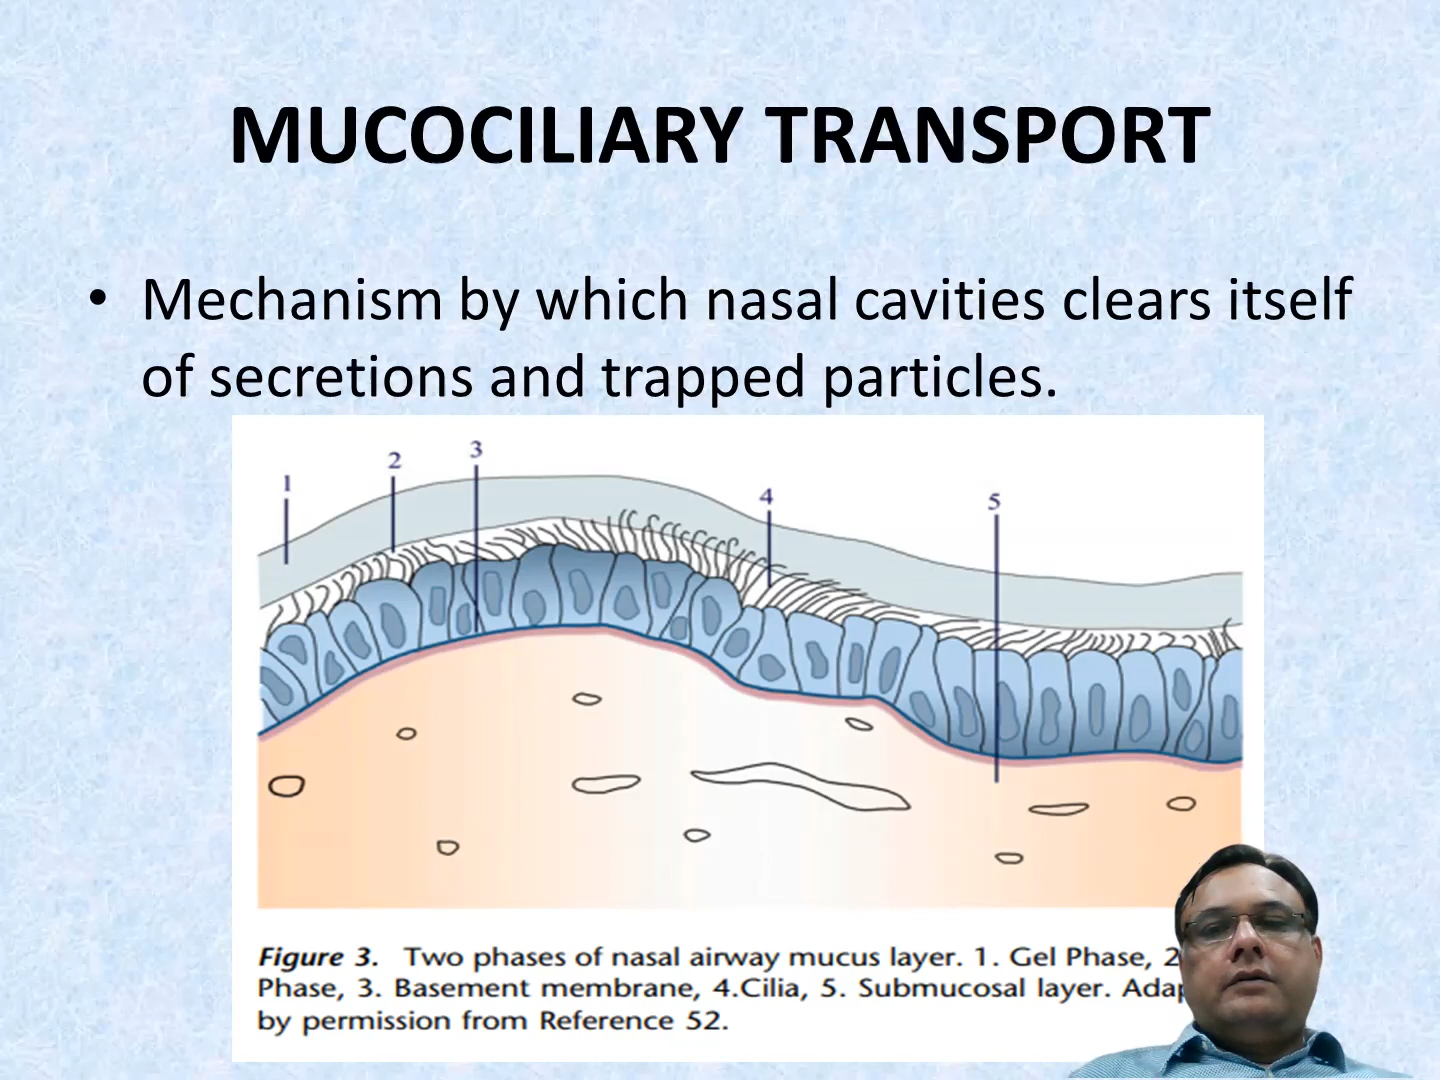 MUCOCILIARY TRANSPORT
• Mechanism by which nasal cavities clears itself
of secretions and trapped particles.
1 2 3 4 5
Figure 3. Two phases of nasal airway mucus layer. 1. Gel Phase, 2
Phase, 3. Basement membrane, 4.Cilia, 5. Submucosal layer.
by permission from Reference 52.